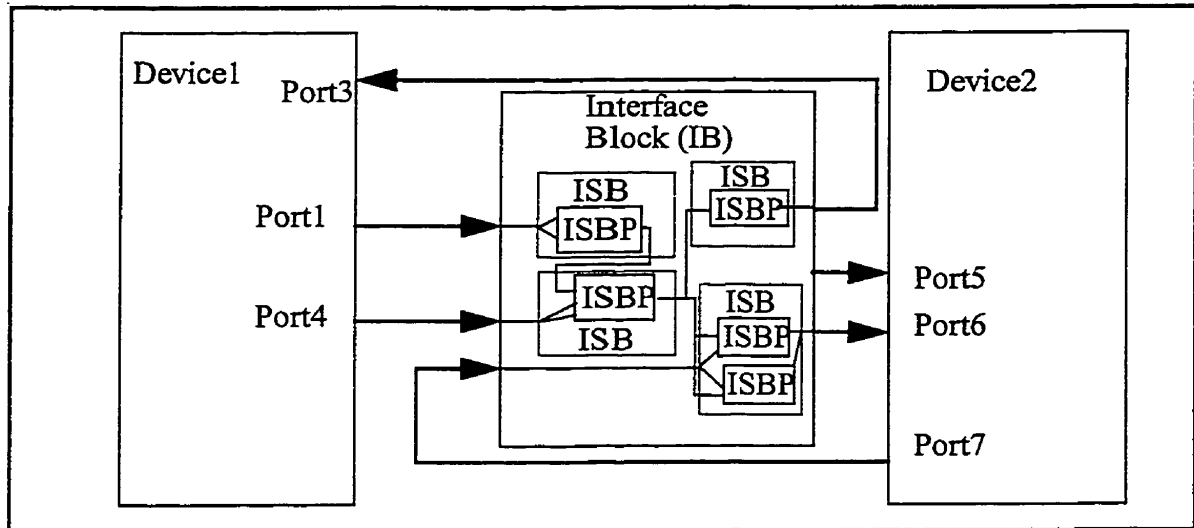 Device1
Port3
Port1
Port4
Interface
Block (IB)
ISB
ISBP
ISBP
ISB
ISB
ISBP
ISB
ISBP
ISBP
Device2
Port5
Port6
Port7